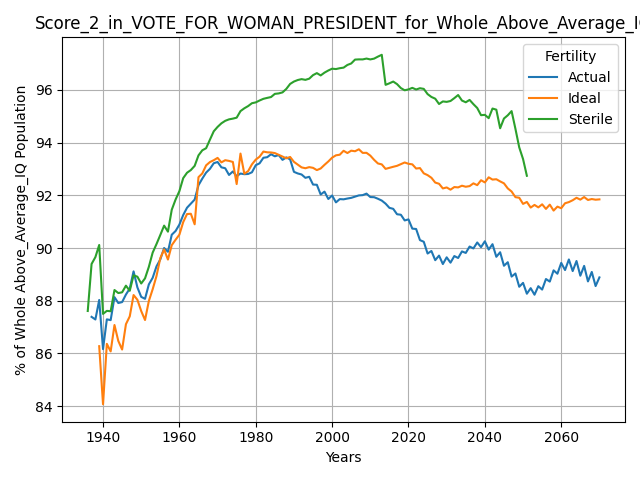 Score_2_in_VOTE_FOR_WOMAN_PRESIDENT_for_Whole_Above_Average_IQ
Fertility
Actual
Ideal
Sterile
% of Whole Above_Average_IQ Population
96
94
92
90
88
86
84
1940
1960
1980
2000
2020
2040
2060
Years